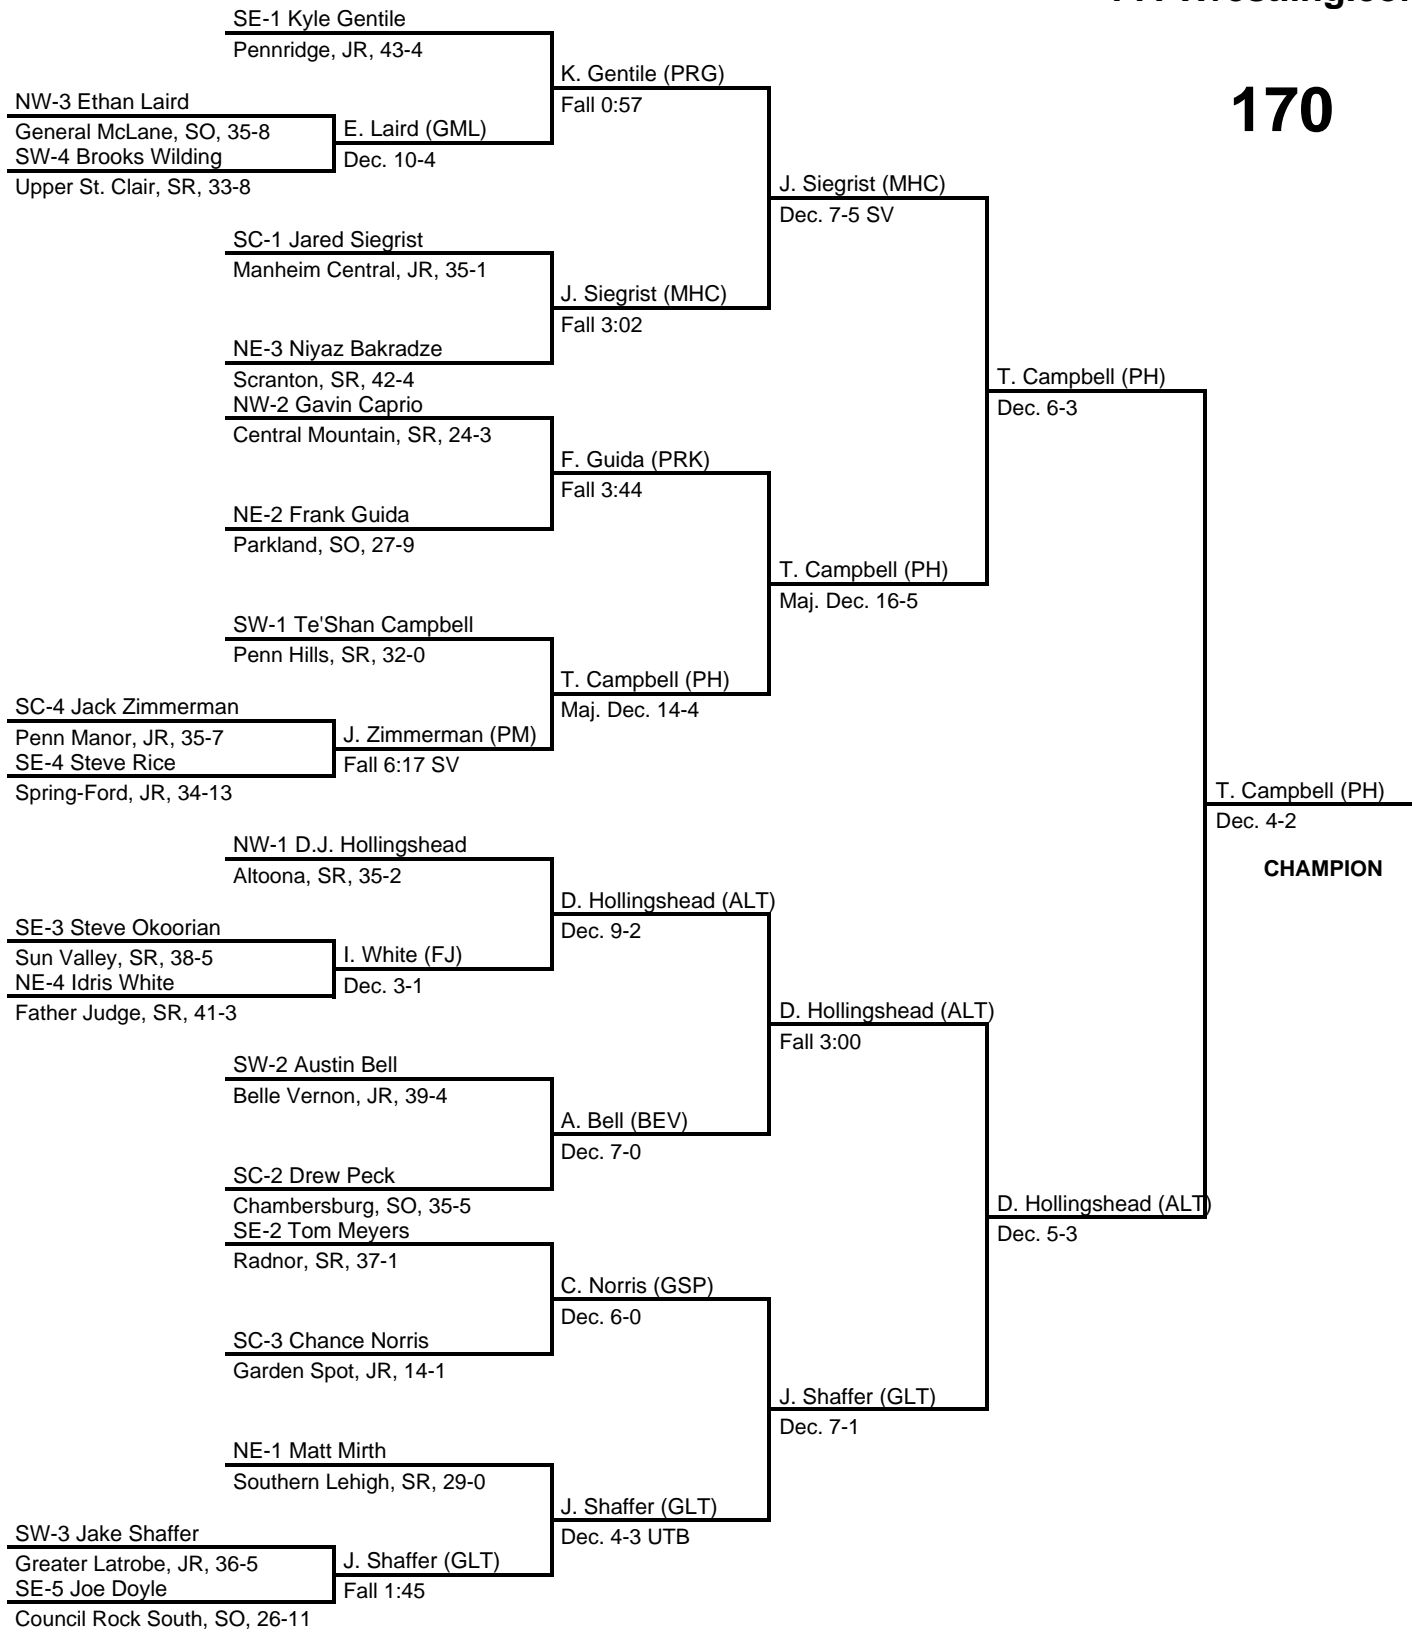 170
SE-1 Kyle Gentile
Pennridge, JR, 43-4
K. Gentile (PRG)
Fall 0:57
NW-3 Ethan Laird
General McLane, SO, 35-8
SW-4 Brooks Wilding
Upper St. Clair, SR, 33-8
E. Laird (GML)
Dec. 10-4
J. Siegrist (MHC)
Dec. 7-5 SV
SC-1 Jared Siegrist
Manheim Central, JR, 35-1
J. Siegrist (MHC)
Fall 3:02
NE-3 Niyaz Bakradze
Scranton, SR, 42-4
T. Campbell (PH)
Dec. 6-3
NW-2 Gavin Caprio
Central Mountain, SR, 24-3
F. Guida (PRK)
Fall 3:44
NE-2 Frank Guida
Parkland, SO, 27-9
T. Campbell (PH)
Maj. Dec. 16-5
SW-1 Te'Shan Campbell
Penn Hills, SR, 32-0
T. Campbell (PH)
Maj. Dec. 14-4
SC-4 Jack Zimmerman
Penn Manor, JR, 35-7
SE-4 Steve Rice
Spring-Ford, JR, 34-13
J. Zimmerman (PM)
Fall 6:17 SV
T. Campbell (PH)
Dec. 4-2
CHAMPION
NW-1 D.J. Hollingshead
Altoona, SR, 35-2
D. Hollingshead (ALT)
Dec. 9-2
SE-3 Steve Okoorian
Sun Valley, SR, 38-5
NE-4 Idris White
Father Judge, SR, 41-3
I. White (FJ)
Dec. 3-1
D. Hollingshead (ALT)
Fall 3:00
SW-2 Austin Bell
Belle Vernon, JR, 39-4
A. Bell (BEV)
Dec. 7-0
SC-2 Drew Peck
Chambersburg, SO, 35-5
D. Hollingshead (ALT)
Dec. 5-3
SE-2 Tom Meyers
Radnor, SR, 37-1
C. Norris (GSP)
Dec. 6-0
SC-3 Chance Norris
Garden Spot, JR, 14-1
J. Shaffer (GLT)
Dec. 7-1
NE-1 Matt Mirth
Southern Lehigh, SR, 29-0
J. Shaffer (GLT)
Dec. 4-3 UTB
SW-3 Jake Shaffer
Greater Latrobe, JR, 36-5
SE-5 Joe Doyle
Council Rock South, SO, 26-11
J. Shaffer (GLT)
Fall 1:45